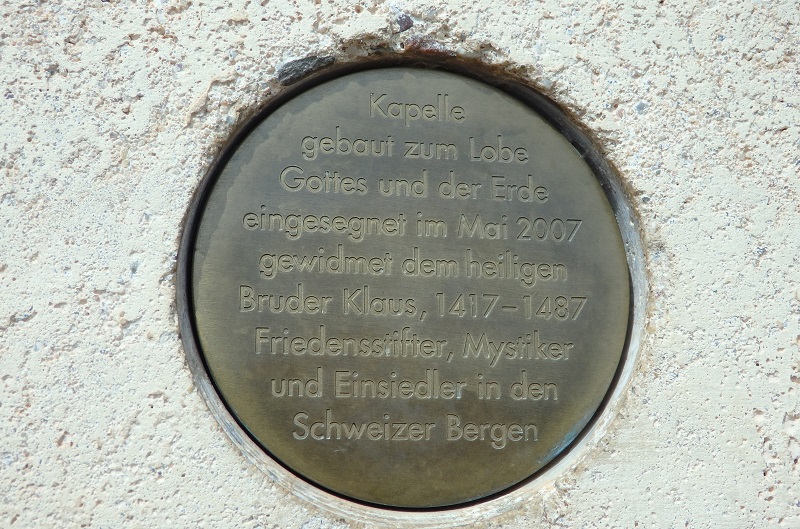 Kapelle
gebaut zum Lobe
Gottes und der Erde
eingesegnet im Mai 2007
gewidmet dem heiligen
Bruder Klaus, 1417–1487
Friedensstifter, Mystiker
und Einsiedler in den
Schweizer Bergen